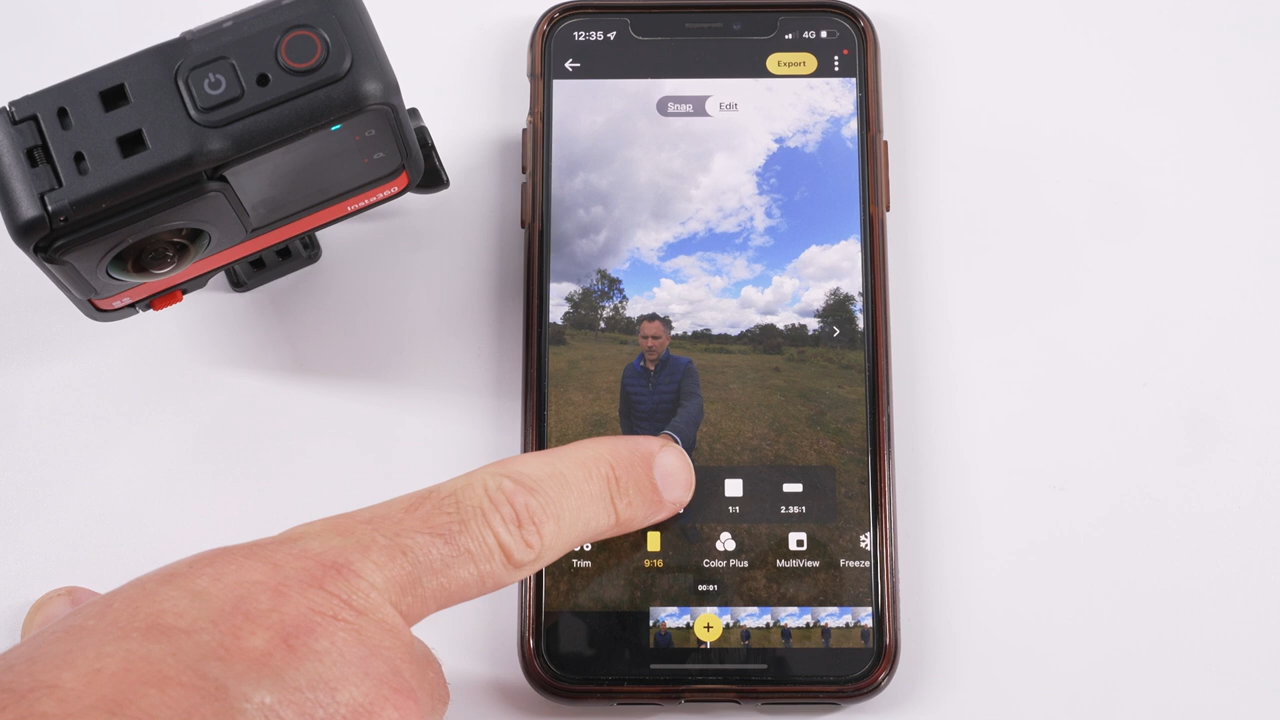 12:35
4G
Export
Snap
Edit
Insta360
1:1
2.35:1
Trim
9:16
Color Plus
MultiView
Freeze
00:01